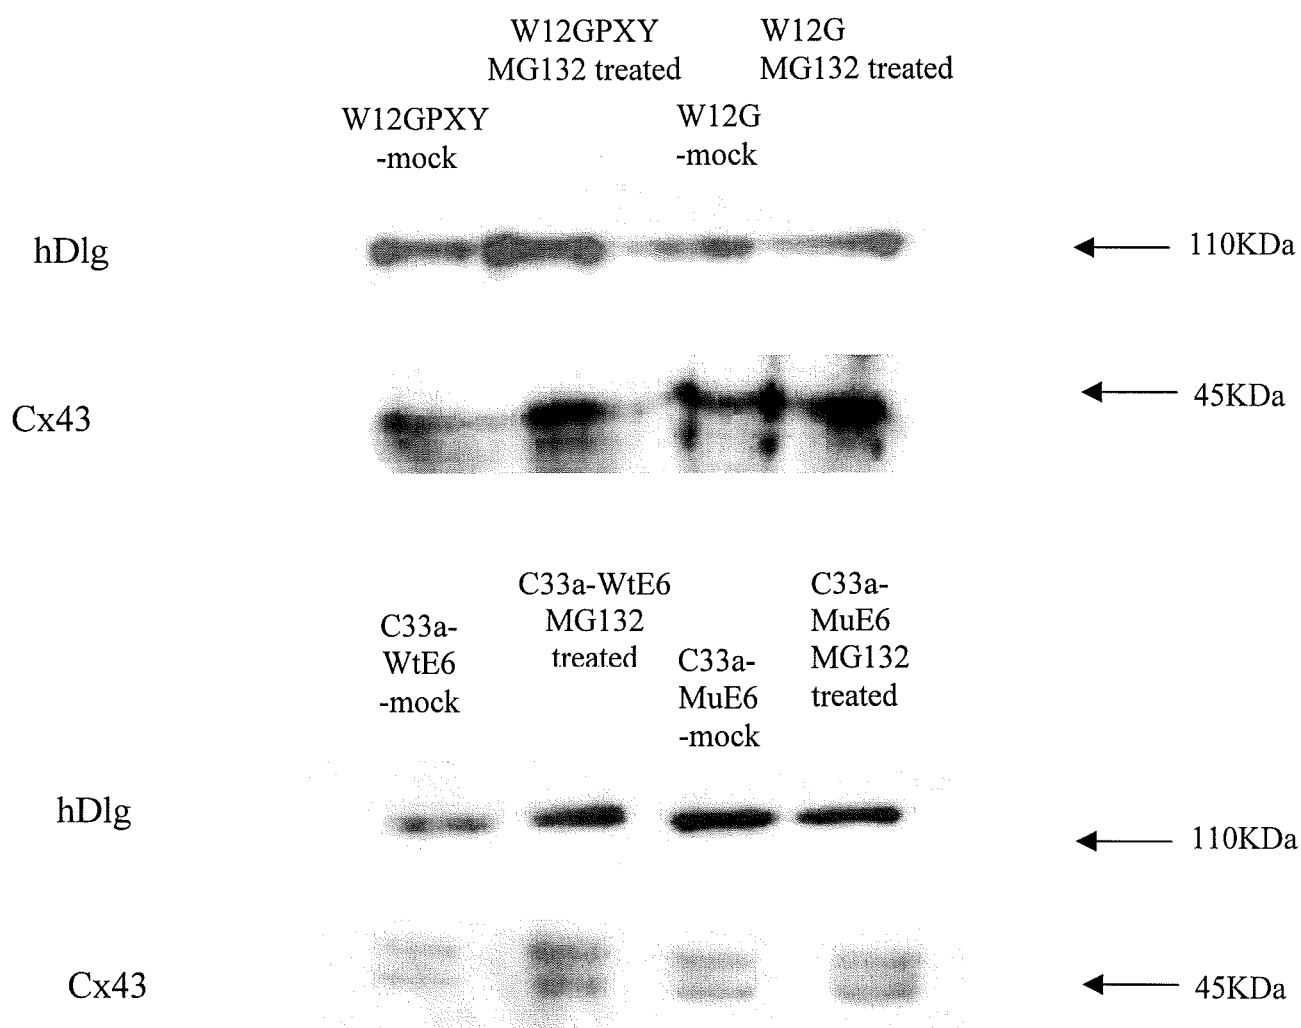 W12GPXY
MG132 treated
W12G
MG132 treated
W12GPXY
-mock
W12G
-mock
hDlg
110KDa
Cx43
45KDa
C33a-
WtE6
-mock
C33a-WtE6
MG132
treated
C33a-
MuE6
-mock
C33a-
MuE6
MG132
treated
hDlg
110KDa
Cx43
45KDa